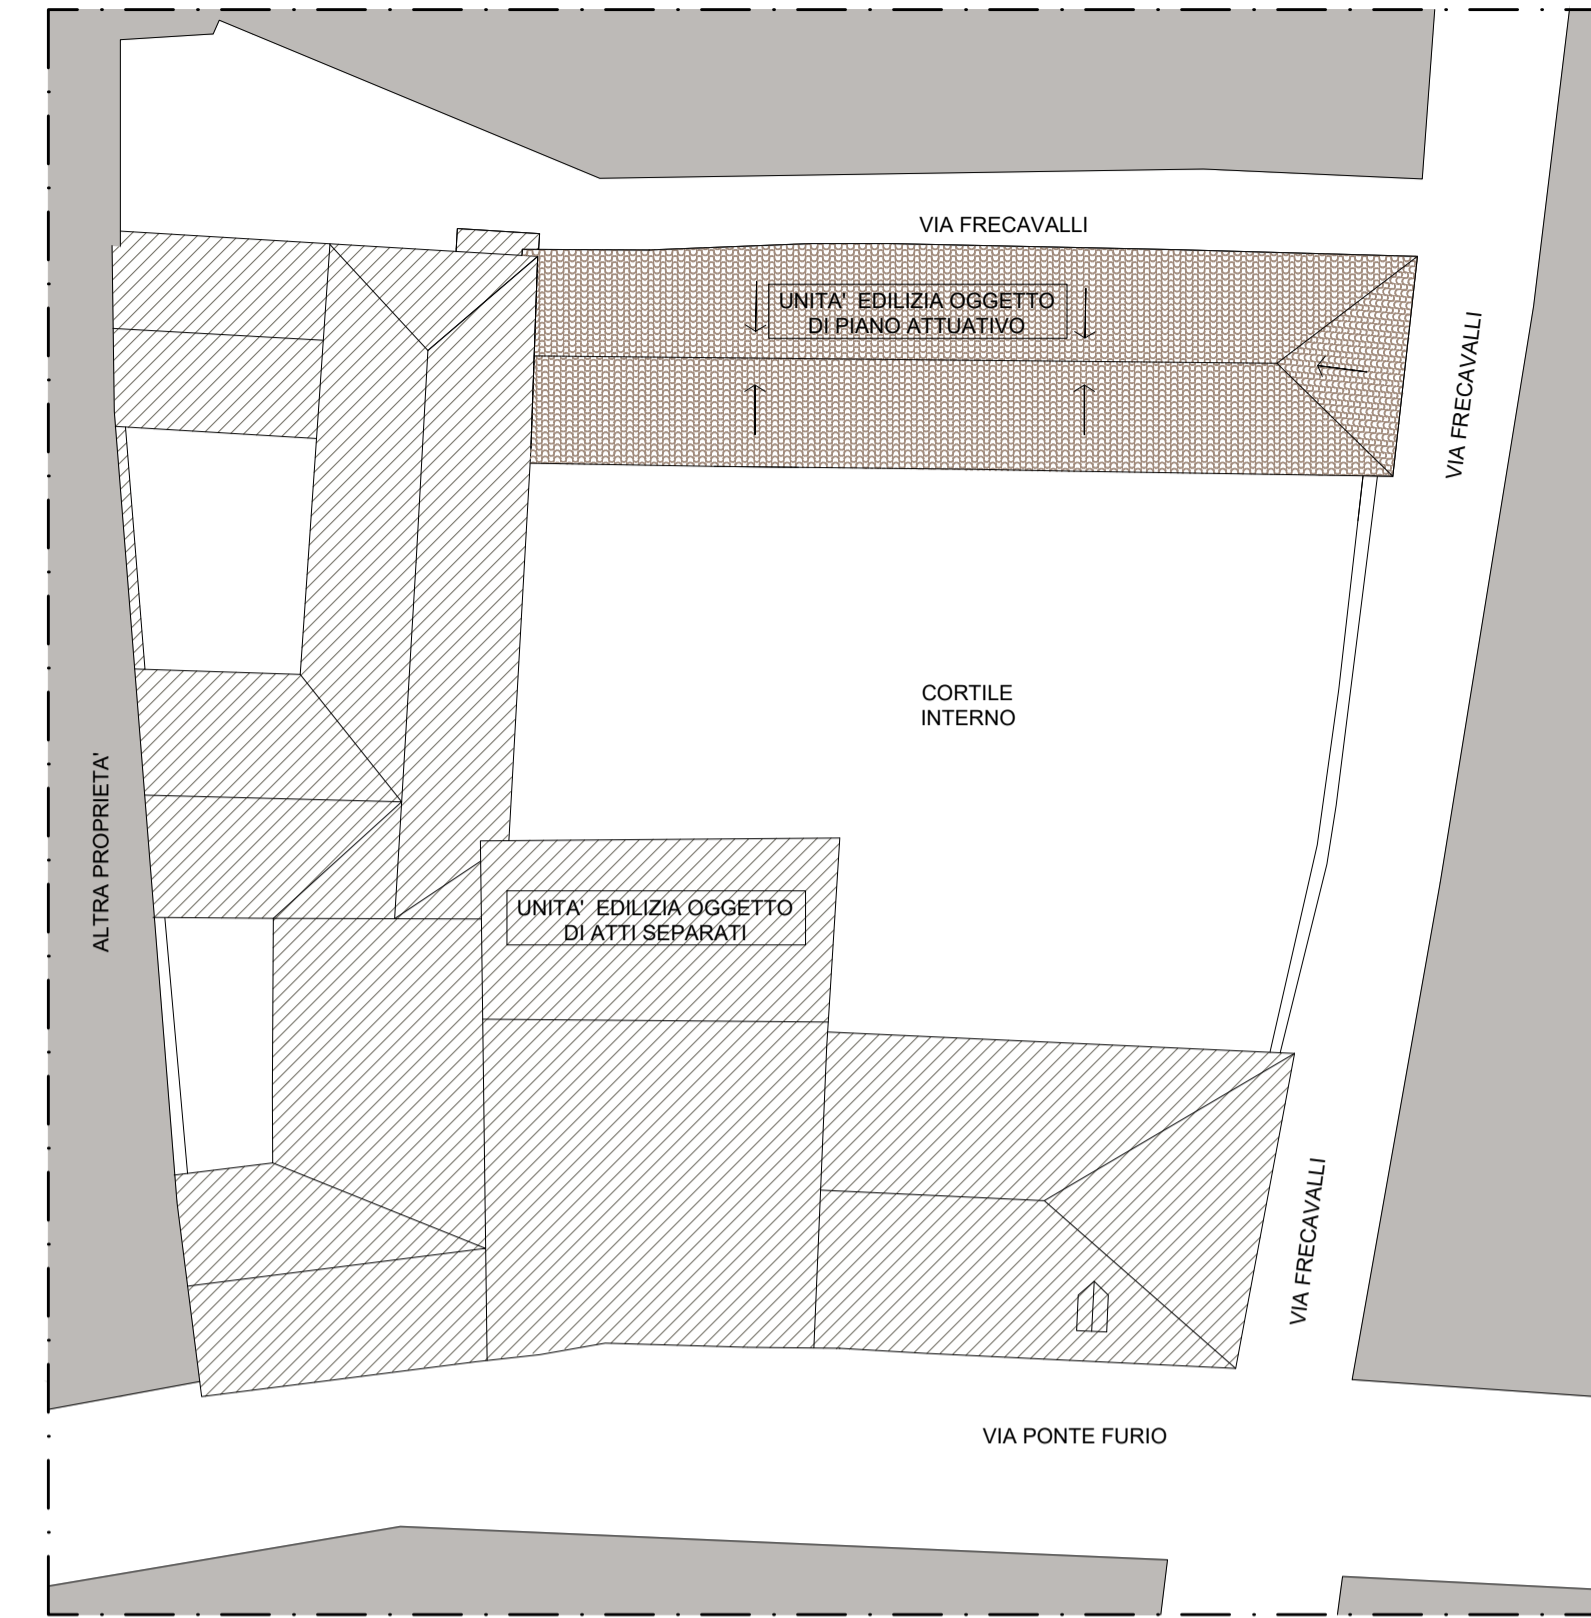 VIA FRECAVALLI
UNITA' EDILIZIA OGGETTO
DI PIANO ATTUATIVO
VIA FRECAVALLI
CORTILE
INTERNO
ALTRA PROPRIETA'
UNITA' EDILIZIA OGGETTO
DI ATTI SEPARATI
VIA FRECAVALLI
VIA PONTE FURIO